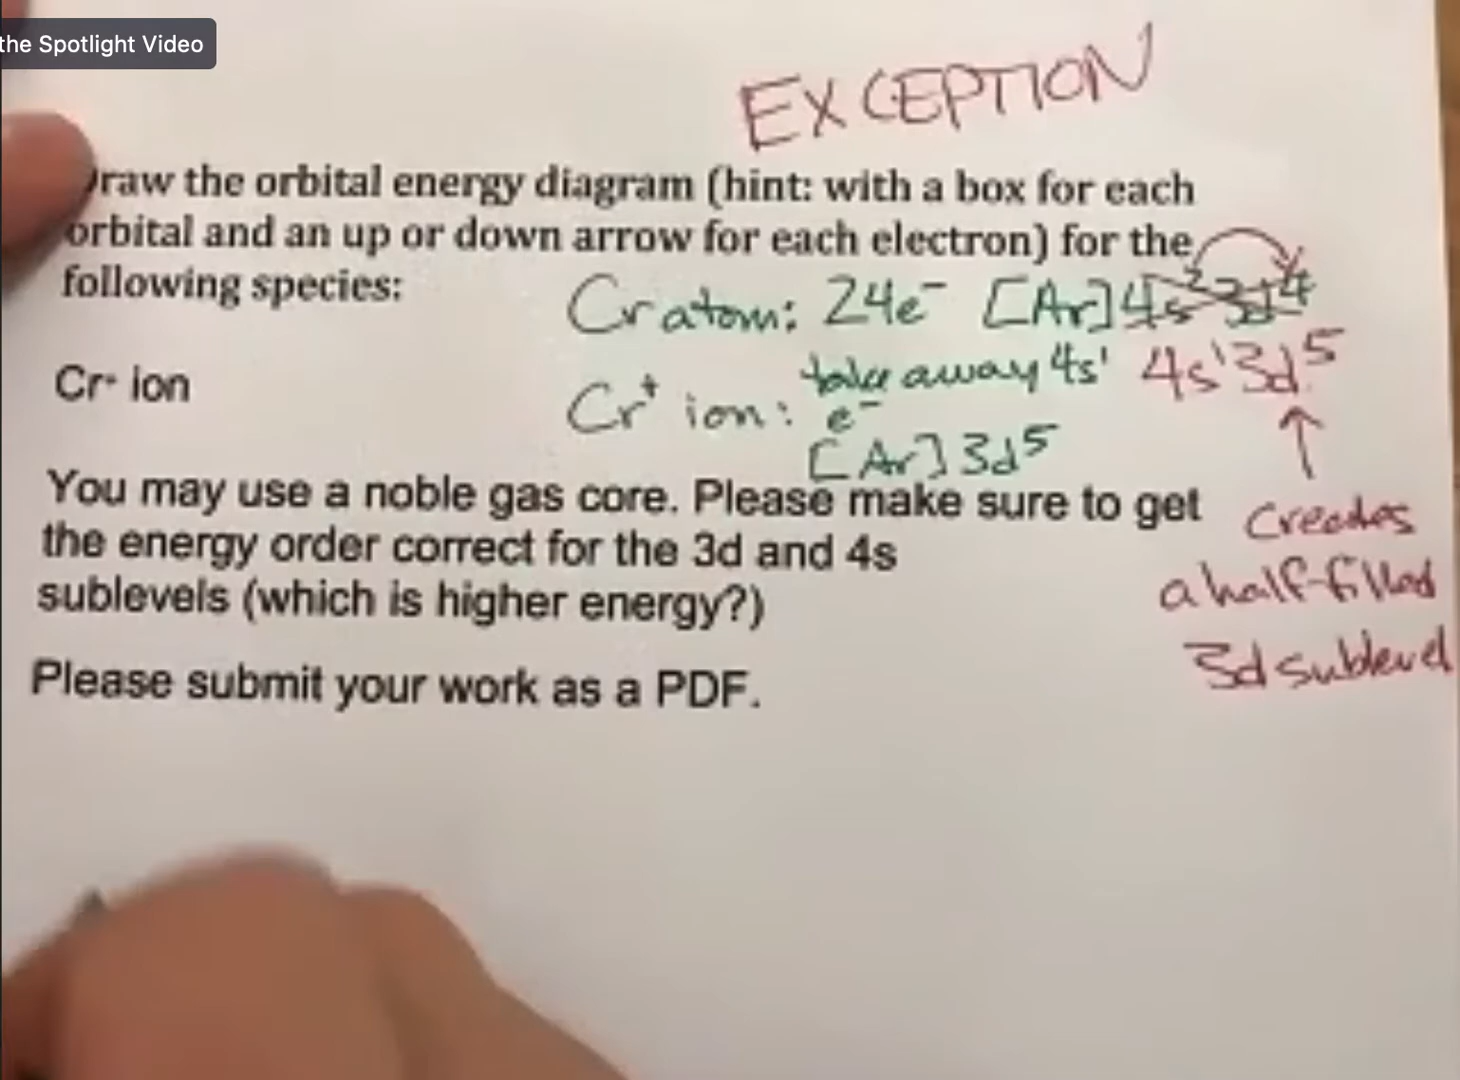 the Spotlight Video
EXCEPTION
raw the orbital energy diagram (hint: with a box for each
orbital and an up or down arrow for each electron) for the
following species:
Cr atom: 24e⁻ [Ar] 4s² 3d⁴
take away 4s¹ 4s¹3d⁵
Cr⁺ ion
Cr⁺ ion: e⁻
[Ar] 3d⁵
You may use a noble gas core. Please make sure to get
the energy order correct for the 3d and 4s
sublevels (which is higher energy?)
creates
a half-filled
3d sublevel
Please submit your work as a PDF.